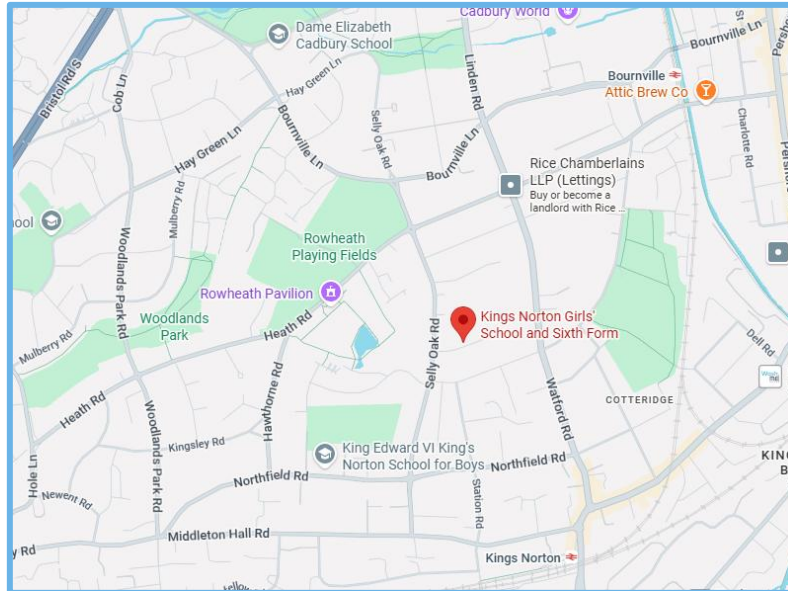 Cadbury World
Dame Elizabeth
Cadbury School
Bristol Rd S
Cob Ln
Hay Green Ln
Linden Rd
Bournville Ln
Bournville
Attic Brew Co
Hay Green Ln
Bournville Ln
Selly Oak Rd
Bournville Ln
Charlotte Rd
Rice Chamberlains
LLP (Lettings)
Buy or become a
landlord with Rice ...
Mulberry Rd
Woodlands Park Rd
Rowheath
Playing Fields
Rowheath Pavilion
Woodlands
Park
Mulberry Rd
Heath Rd
Selly Oak Rd
Kings Norton Girls'
School and Sixth Form
Dell Rd
Heath Rd
Woodlands Park Rd
Hawthorne Rd
Watford Rd
COTTERIDGE
Kingsley Rd
King Edward VI King's
Norton School for Boys
Northfield Rd
Hole Ln
Newent Rd
Northfield Rd
Station Rd
Middleton Hall Rd
Kings Norton